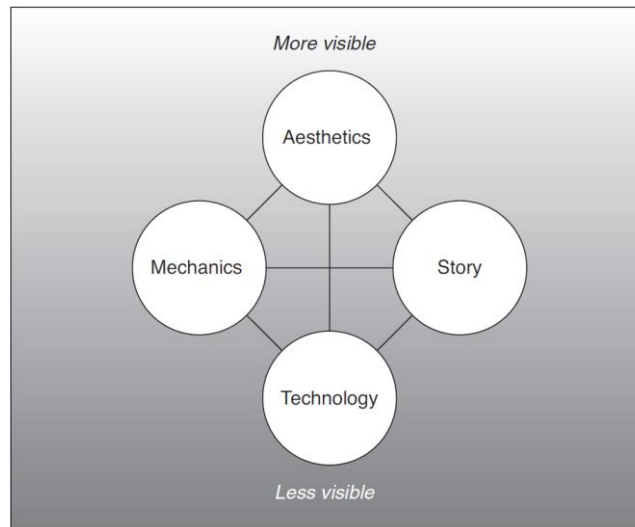 More visible
Aesthetics
Mechanics
Story
Technology
Less visible